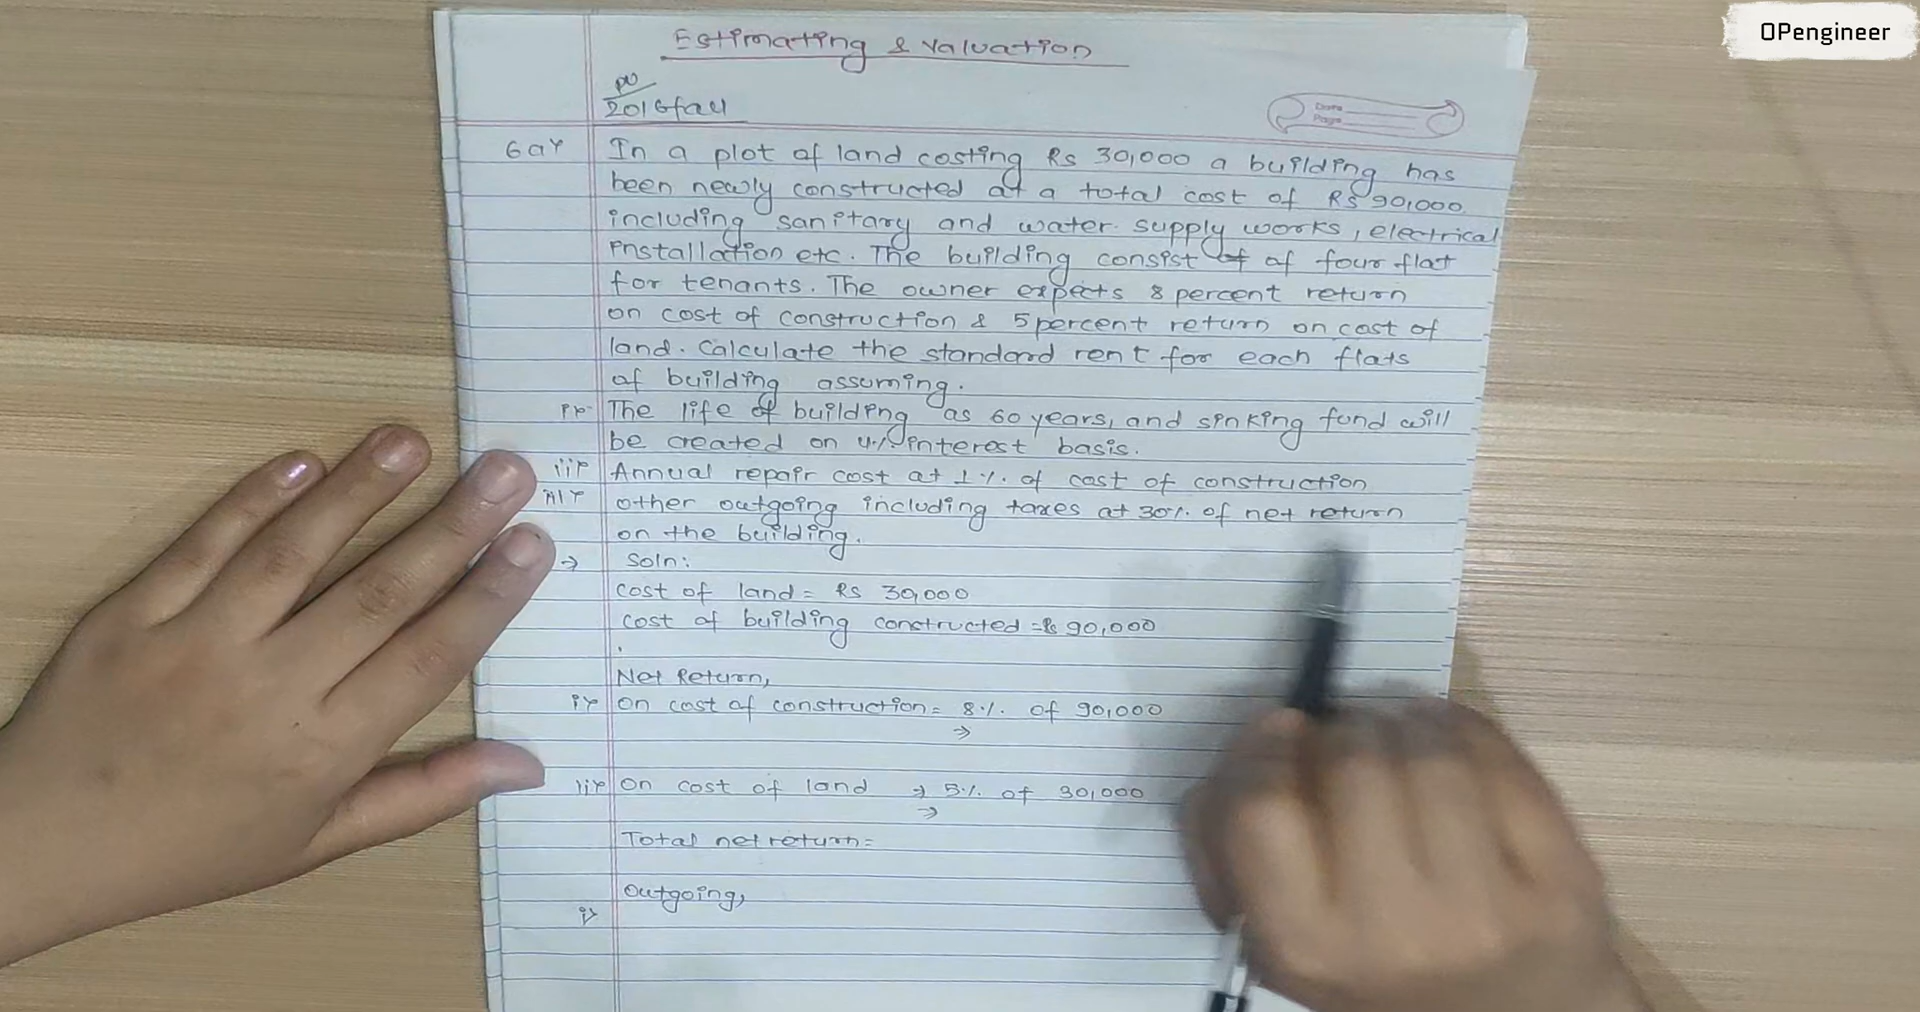 OPengineer
Estimating & Valuation
PU
2016 fall
Date
Page
6 a) In a plot of land costing Rs 30,000 a building has
been newly constructed at a total cost of Rs 90,000
including sanitary and water supply works, electrical
installation etc. The building consist of of four flat
for tenants. The owner expects 8 percent return
on cost of construction & 5 percent return on cost of
land. Calculate the standard rent for each flats
of building assuming.
i) The life of building as 60 years, and sinking fund will
be created on 4% interest basis.
ii) Annual repair cost at 1 % of cost of construction
iii) other outgoing including taxes at 30% of net return
on the building.
→ Soln:
cost of land = Rs 30,000
cost of building constructed = Rs 90,000
Net Return,
i) On cost of construction = 8 % of 90,000
⇒
ii) On cost of land ⇒ 5% of 30,000
⇒
Total net return =
Outgoing,
i)